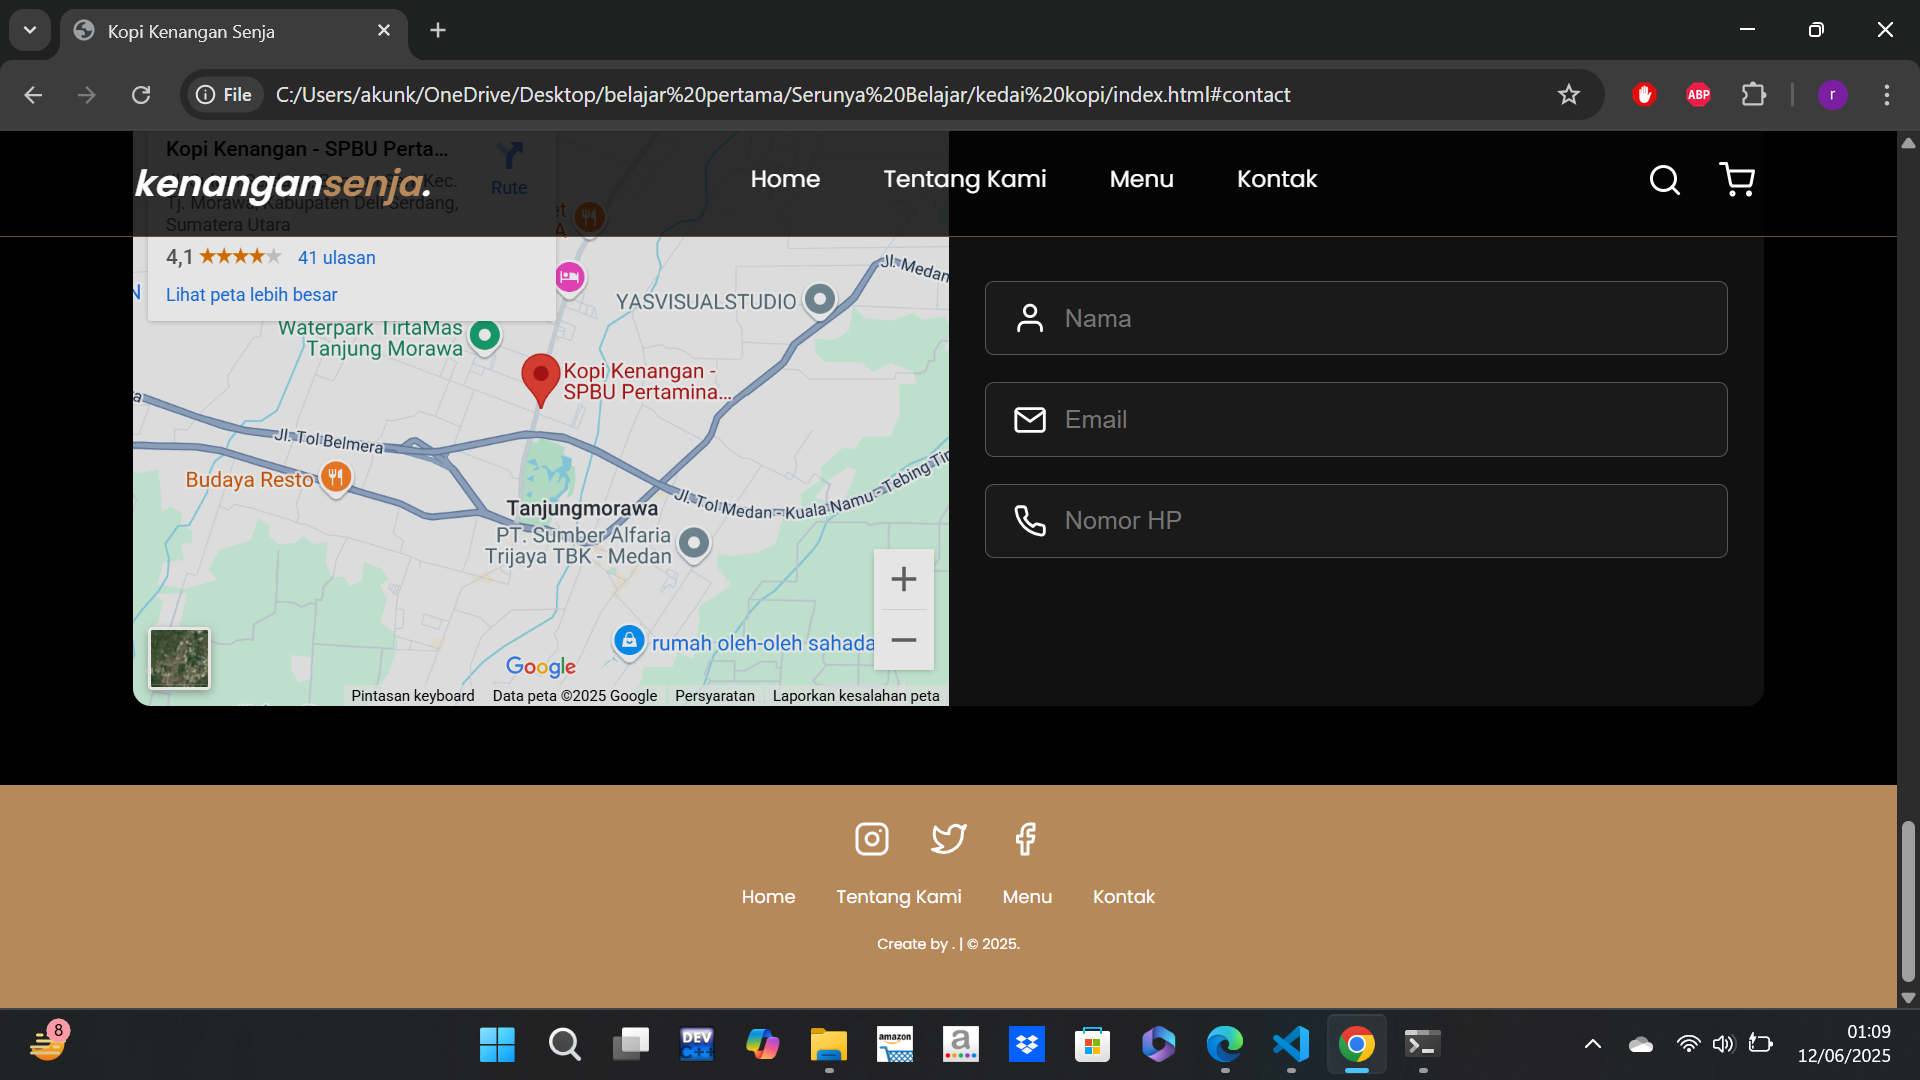 Kopi Kenangan Senja
File
C:/Users/akunk/OneDrive/Desktop/belajar%20pertama/Serunya%20Belajar/kedai%20kopi/index.html#contact
ABP
r
Kopi Kenangan - SPBU Perta...
Rute
kenangansenja.
Home
Tentang Kami
Menu
Kontak
Kec.
Tj. Morawa, Kabupaten Deli Serdang,
Sumatera Utara
4,1
41 ulasan
Lihat peta lebih besar
Jl. Medan
YASVISUALSTUDIO
Waterpark TirtaMas
Tanjung Morawa
Kopi Kenangan -
SPBU Pertamina...
Jl. Tol Belmera
Budaya Resto
Jl. Tol Medan - Kuala Namu - Tebing Tin
Tanjungmorawa
PT. Sumber Alfaria
Trijaya TBK - Medan
+
−
rumah oleh-oleh sahada
Google
Pintasan keyboard
Data peta ©2025 Google
Persyaratan
Laporkan kesalahan peta
Nama
Email
Nomor HP
Home
Tentang Kami
Menu
Kontak
Create by . | © 2025.
8
DEV
C++
amazon
a
01:09
12/06/2025